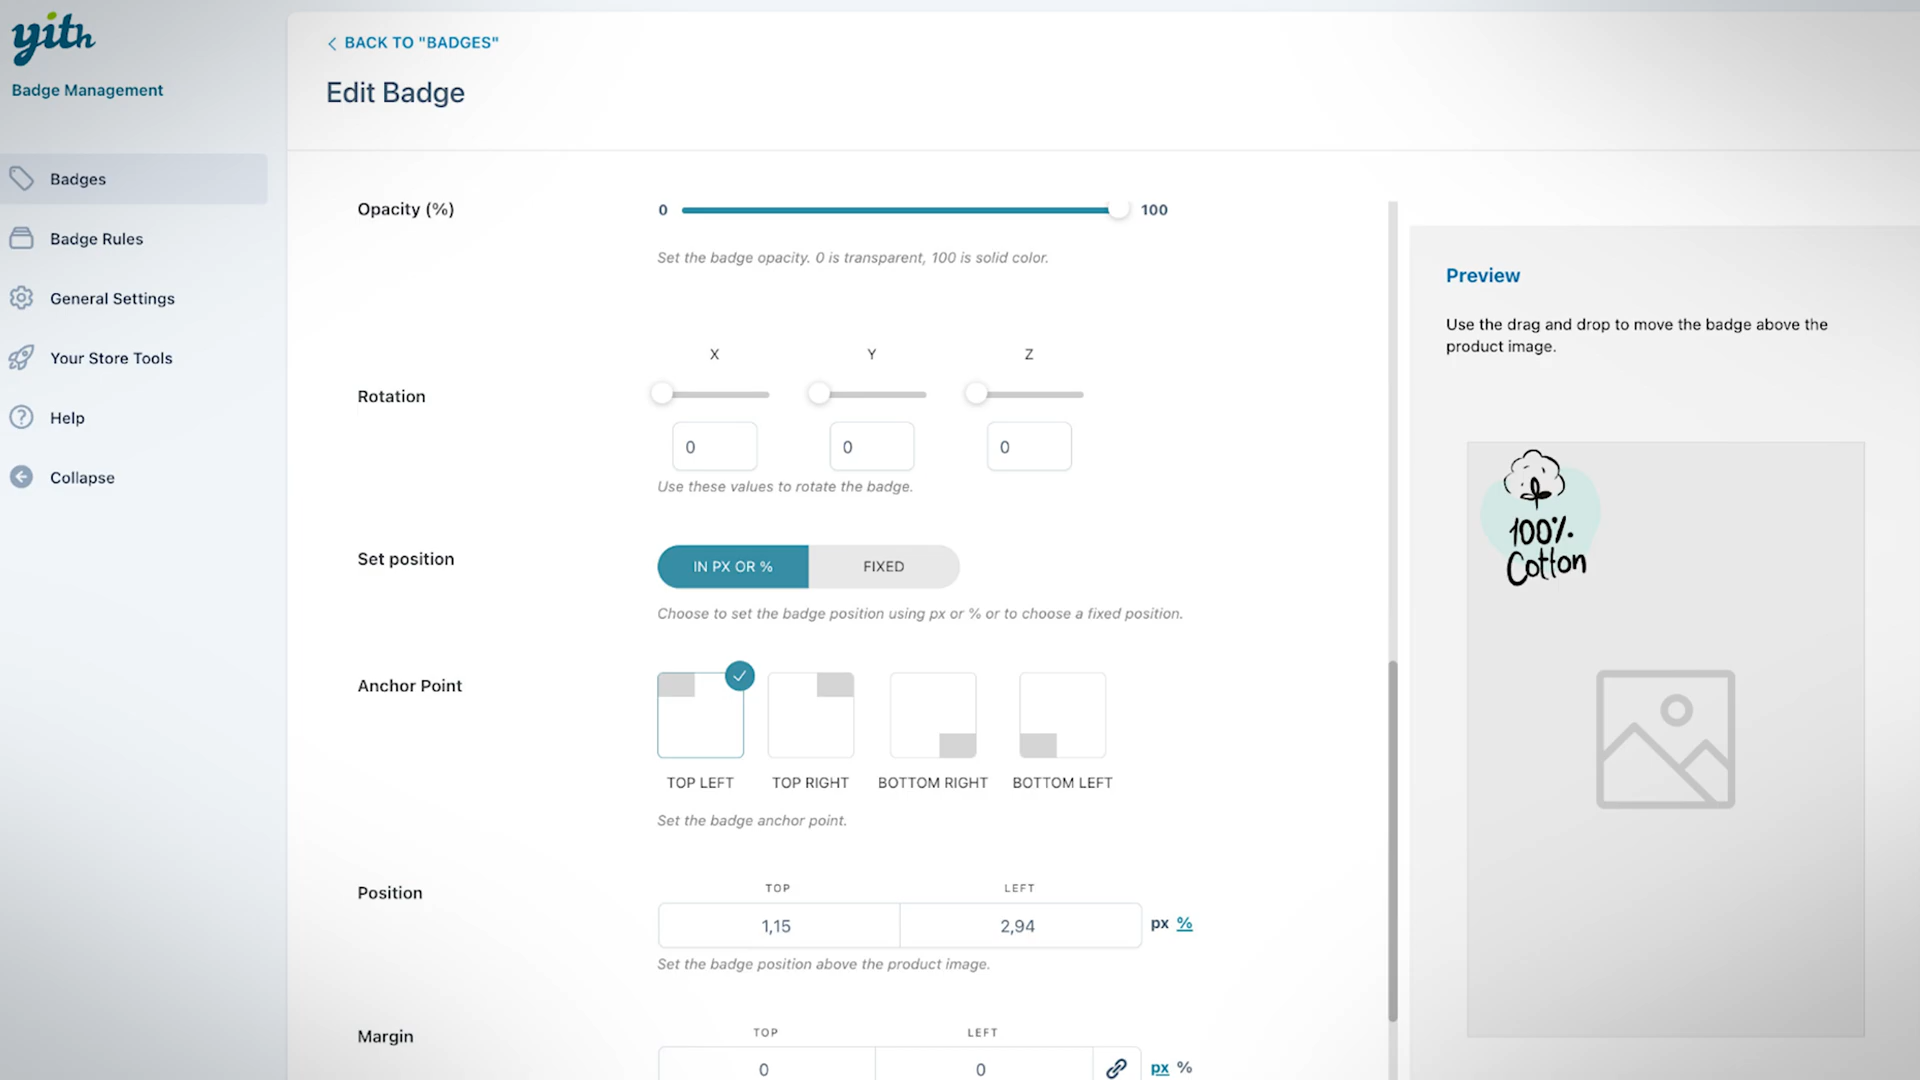 yith
Badge Management
Badges
Badge Rules
General Settings
Your Store Tools
Help
Collapse
BACK TO "BADGES"
Edit Badge
Opacity (%)
0 100
Set the badge opacity. 0 is transparent, 100 is solid color.
X Y Z
Rotation
0 0 0
Use these values to rotate the badge.
Set position
IN PX OR % FIXED
Choose to set the badge position using px or % or to choose a fixed position.
Anchor Point
TOP LEFT TOP RIGHT BOTTOM RIGHT BOTTOM LEFT
Set the badge anchor point.
TOP LEFT
Position
1,15 2,94 px %
Set the badge position above the product image.
TOP LEFT
Margin
0 0 px %
Preview
Use the drag and drop to move the badge above the
product image.
100%
Cotton